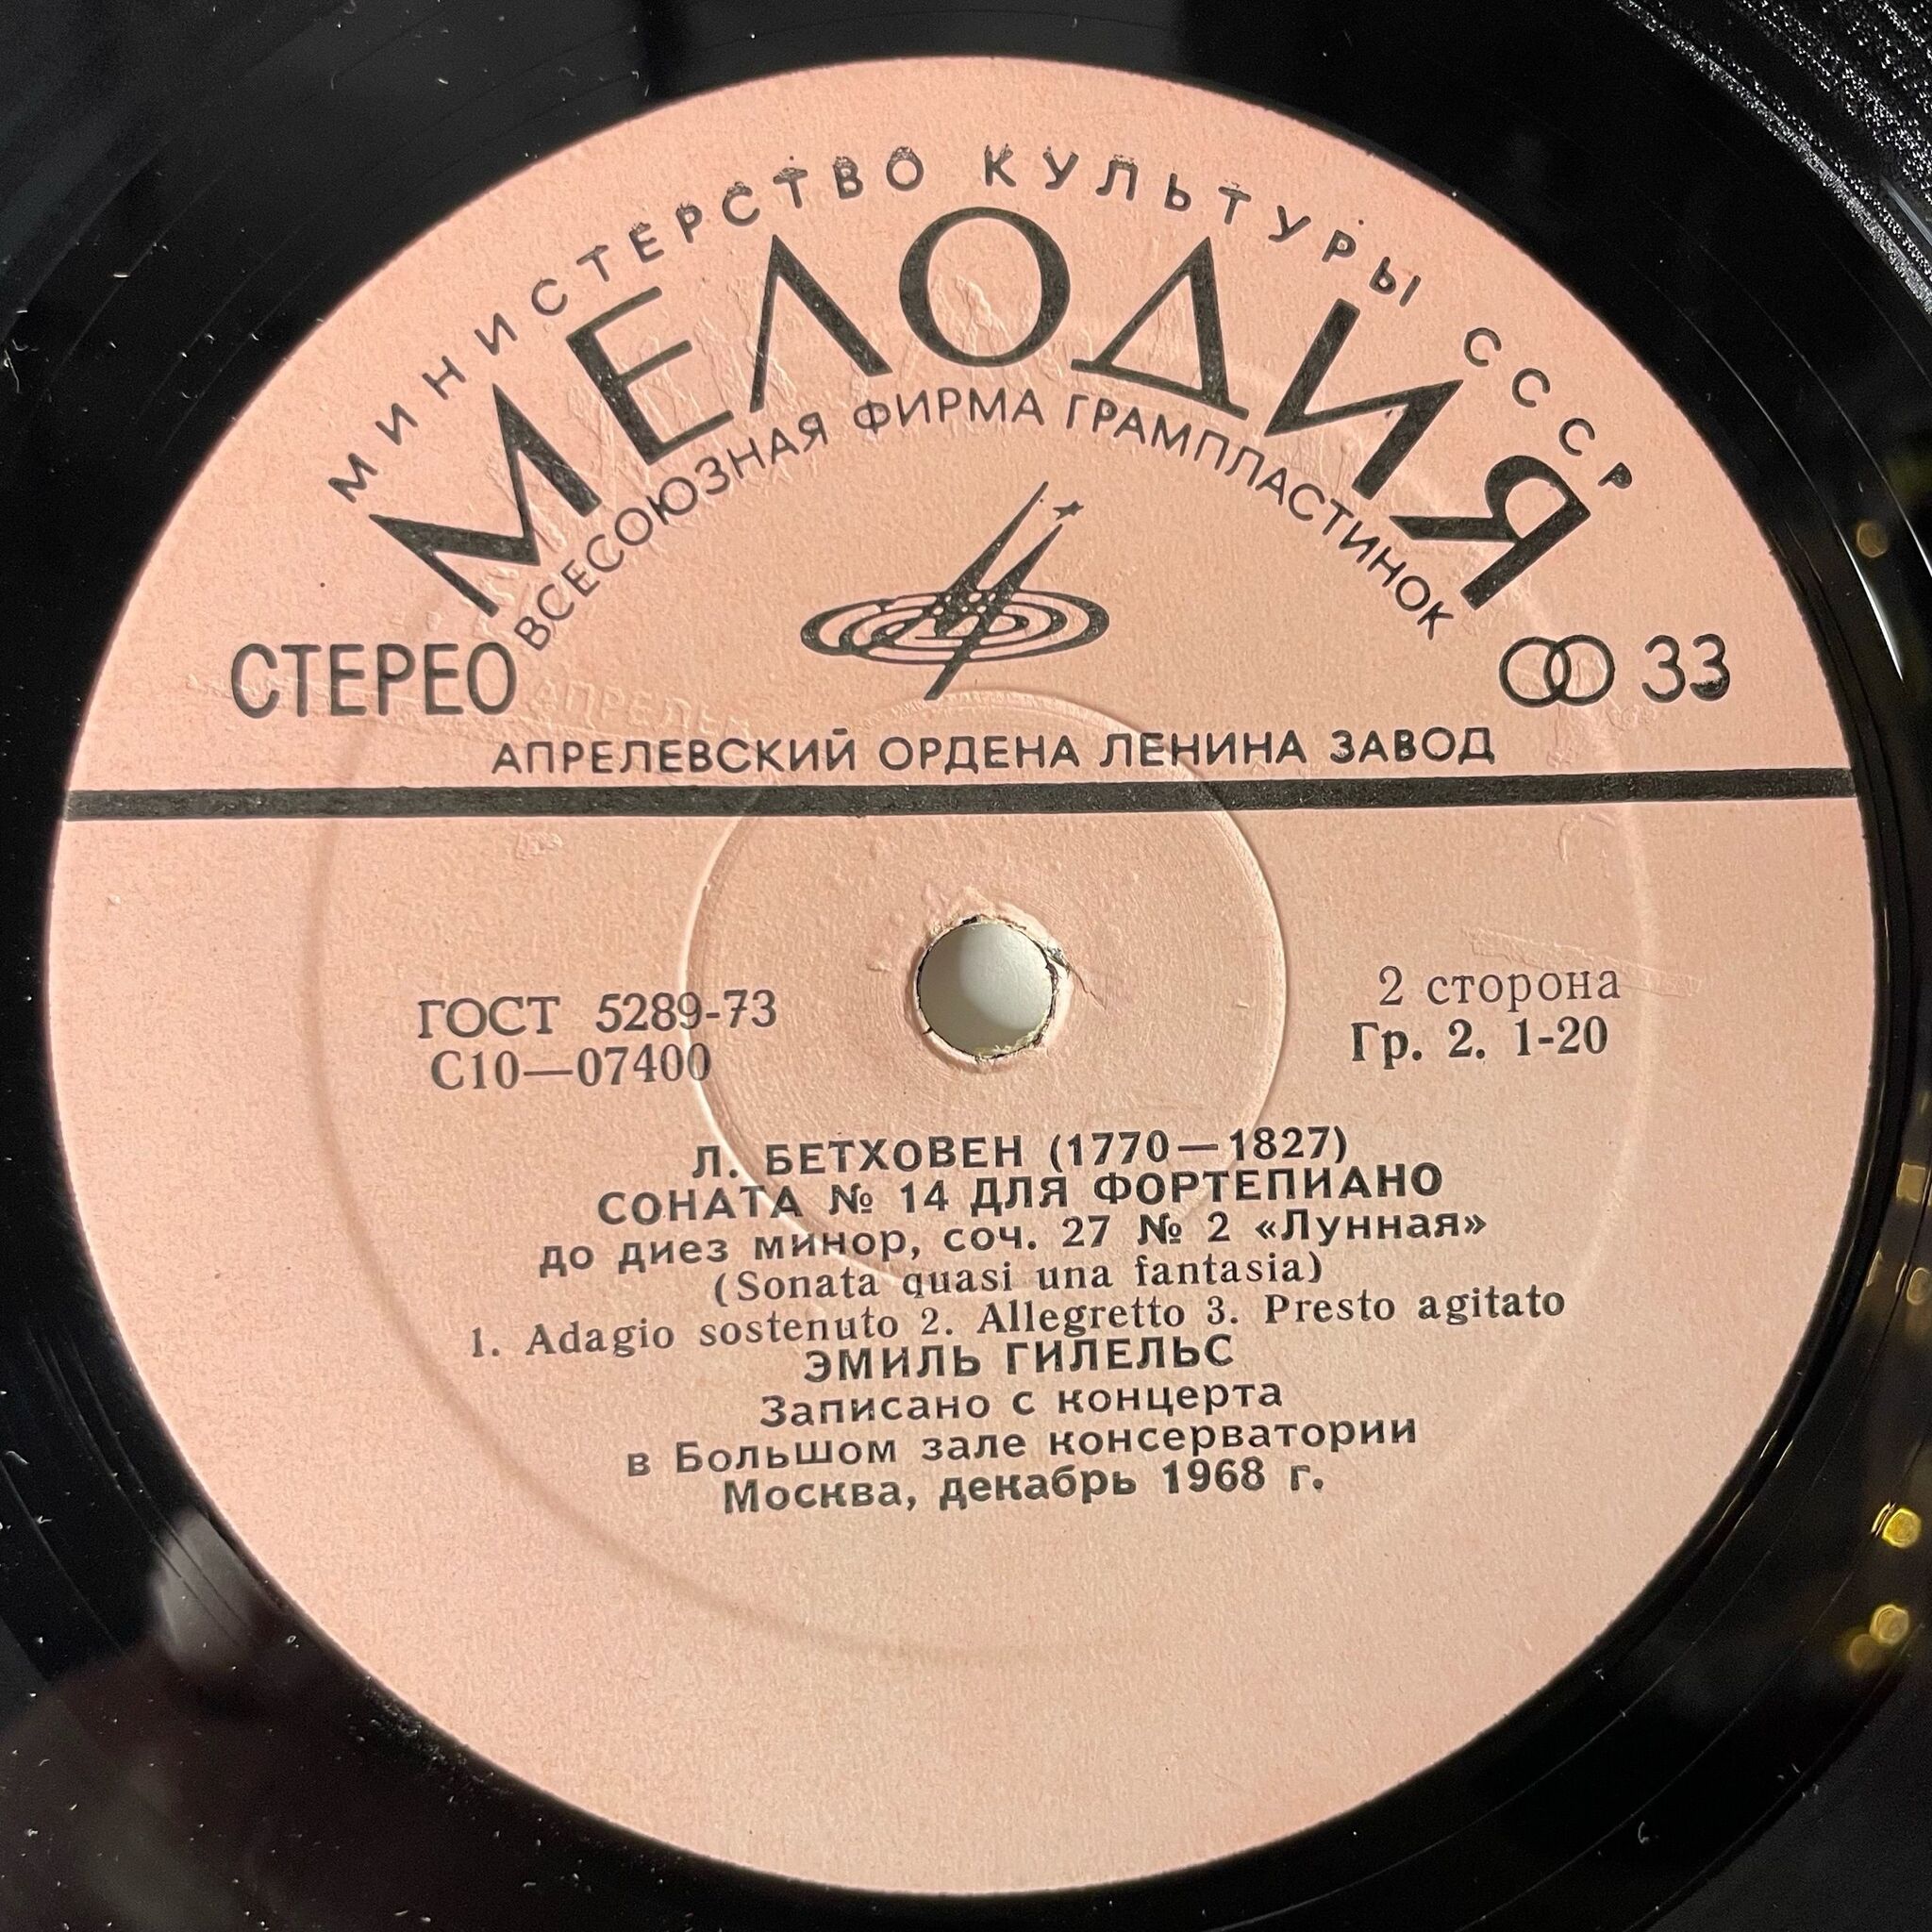 МИНИСТЕРСТВО КУЛЬТУРЫ СССР
МЕЛОДИЯ
ВСЕСОЮЗНАЯ ФИРМА ГРАМПЛАСТИНОК
СТЕРЕО
33
АПРЕЛЕВСКИЙ ОРДЕНА ЛЕНИНА ЗАВОД
ГОСТ 5289-73
С10—07400
2 сторона
Гр. 2. 1-20
Л. БЕТХОВЕН (1770—1827)
СОНАТА № 14 ДЛЯ ФОРТЕПИАНО
до диез минор, соч. 27 № 2 «Лунная»
(Sonata quasi una fantasia)
1. Adagio sostenuto 2. Allegretto 3. Presto agitato
ЭМИЛЬ ГИЛЕЛЬС
Записано с концерта
в Большом зале консерватории
Москва, декабрь 1968 г.